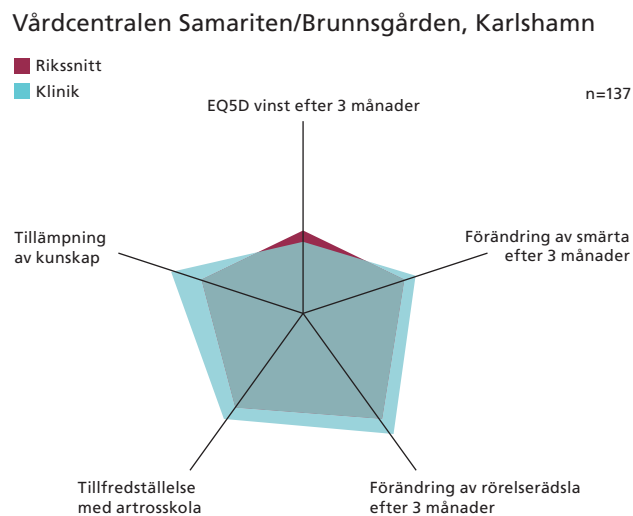 Vårdcentralen Samariten/Brunnsgården, Karlshamn
Rikssnitt
Klinik
n=137
EQ5D vinst efter 3 månader
Tillämpning
av kunskap
Förändring av smärta
efter 3 månader
Tillfredställelse
med artrosskola
Förändring av rörelserädsla
efter 3 månader